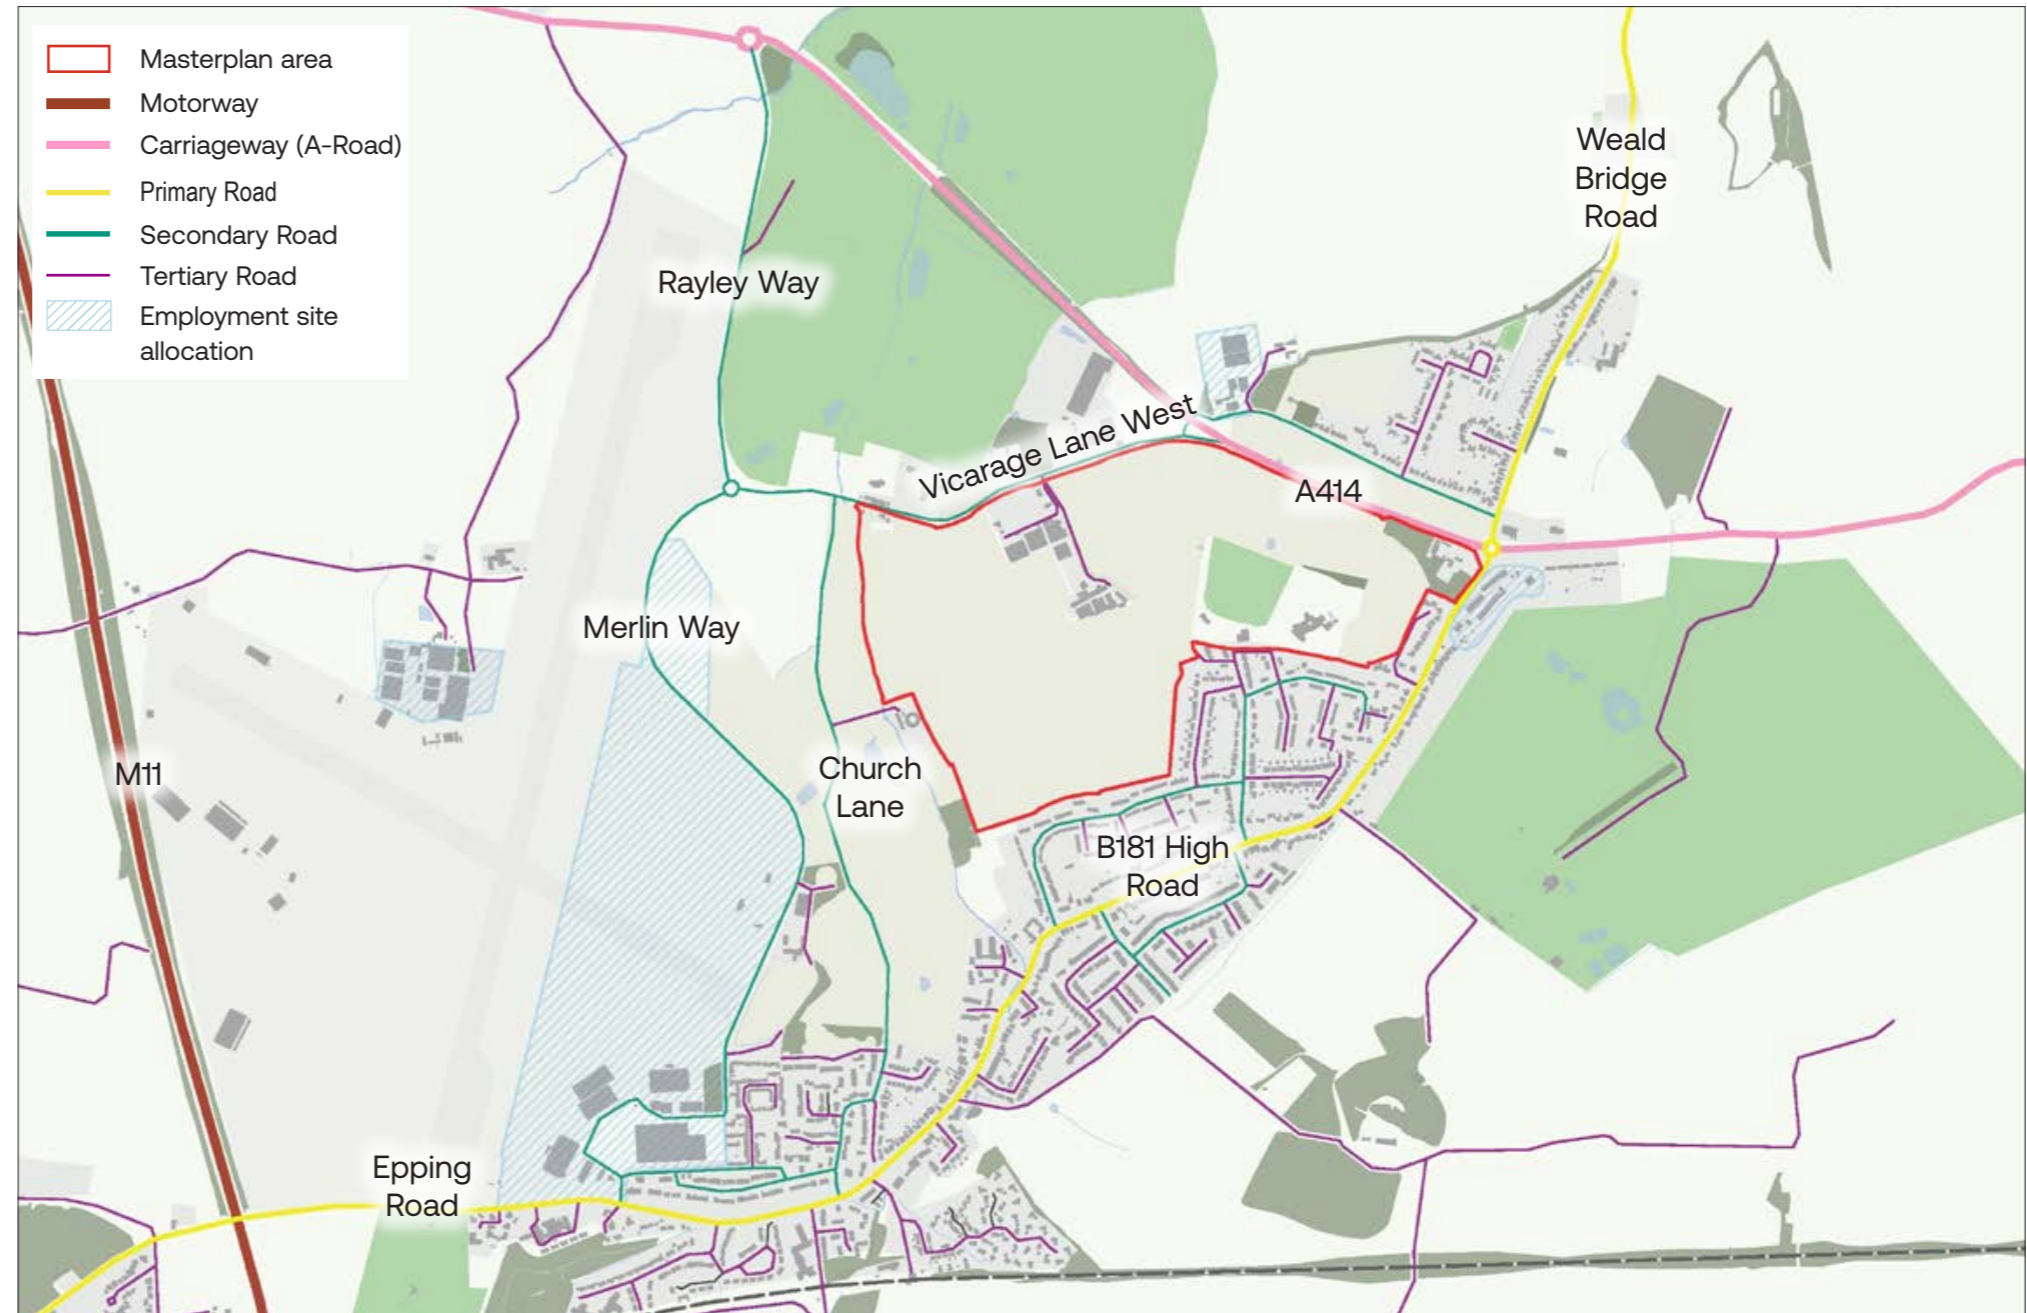 Masterplan area
Motorway
Carriageway (A-Road)
Primary Road
Secondary Road
Tertiary Road
Employment site
allocation
Weald
Bridge
Road
Rayley Way
Vicarage Lane West
A414
Merlin Way
M11
Church
Lane
B181 High
Road
Epping
Road